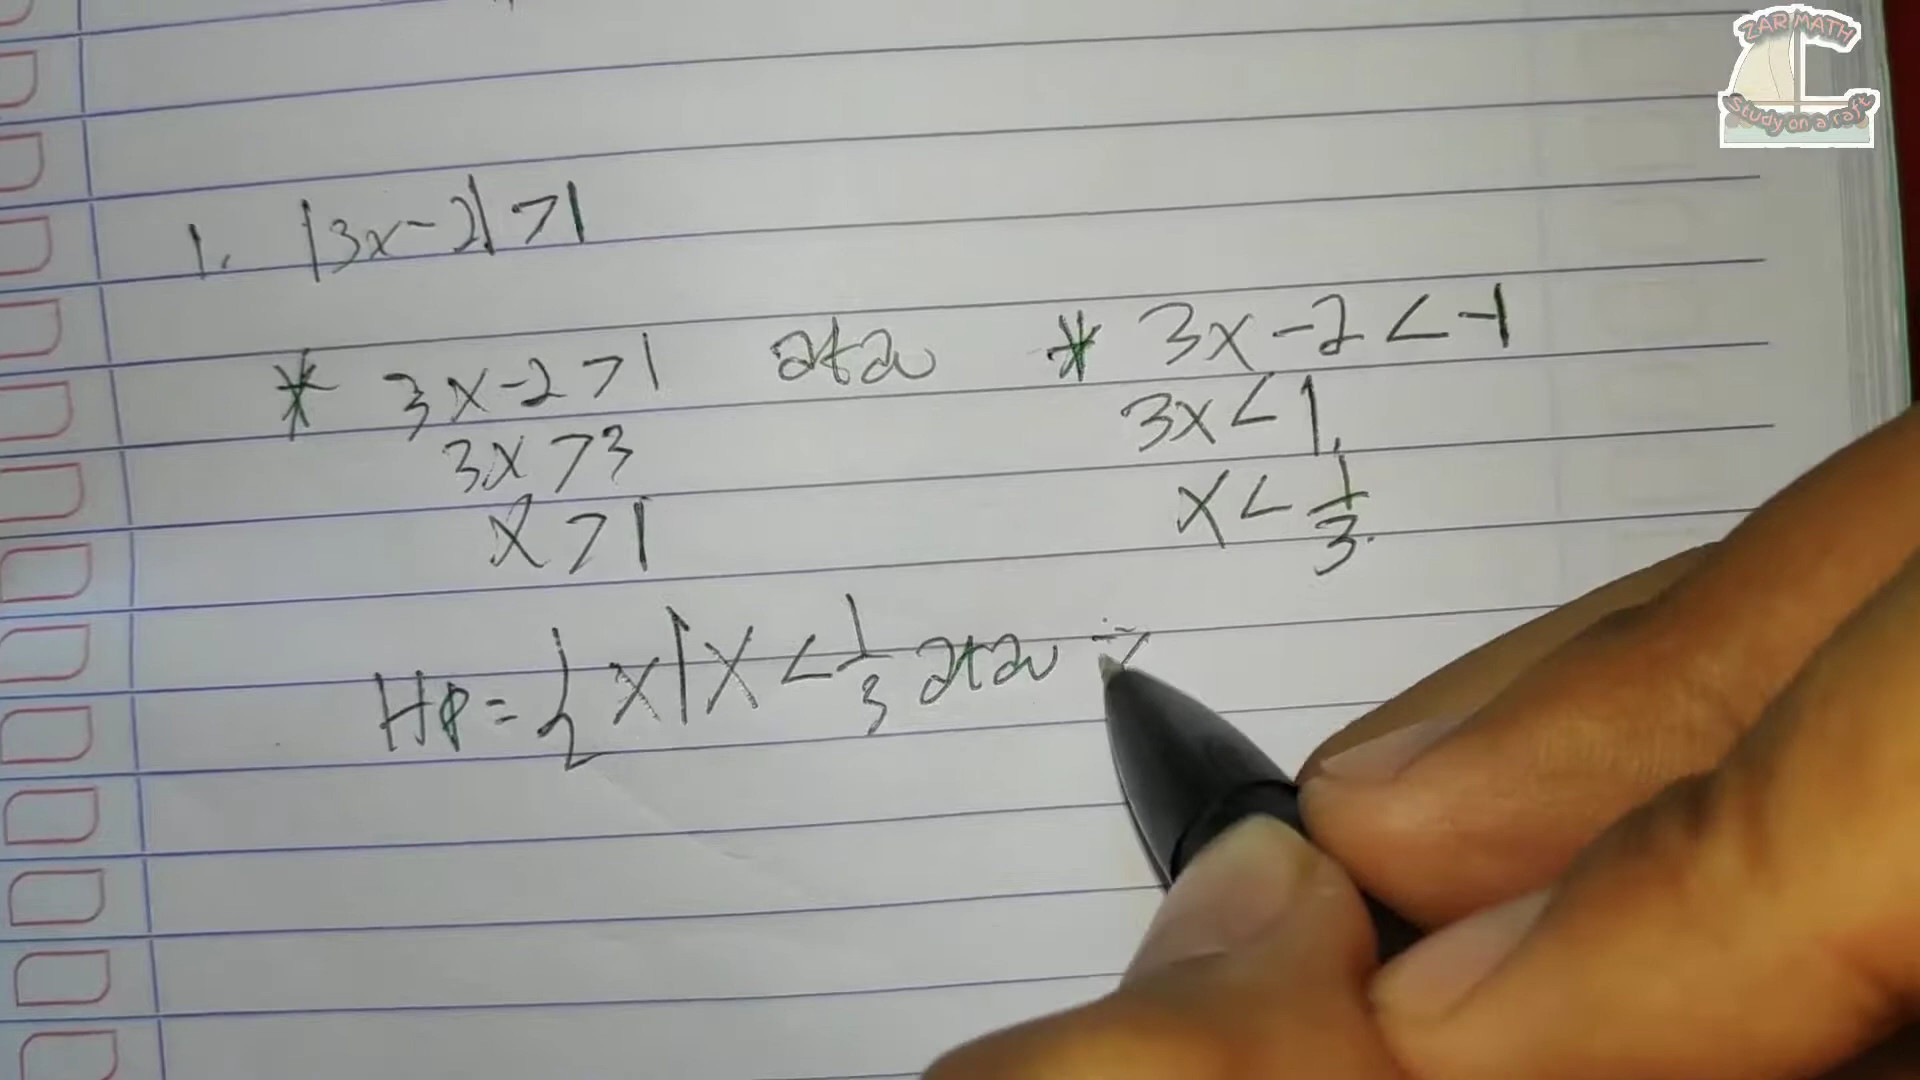 ZAR MATH
Study on a raft
1. |3x-2| >1
* 3x-2 >1 atau * 3x-2 < -1
3x >3 3x < 1
x >1 x < 1/3
HP = { x | x < 1/3 atau